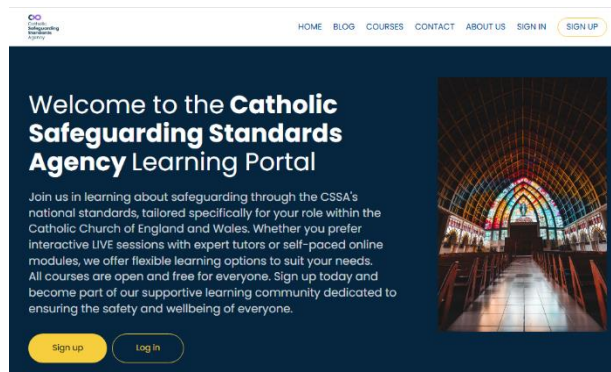 Catholic
Safeguarding
Standards
Agency
HOME BLOG COURSES CONTACT ABOUT US SIGN IN SIGN UP
Welcome to the Catholic
Safeguarding Standards
Agency Learning Portal
Join us in learning about safeguarding through the CSSA's
national standards, tailored specifically for your role within the
Catholic Church of England and Wales. Whether you prefer
interactive LIVE sessions with expert tutors or self-paced online
modules, we offer flexible learning options to suit your needs.
All courses are open and free for everyone. Sign up today and
become part of our supportive learning community dedicated to
ensuring the safety and wellbeing of everyone.
Sign up Log in